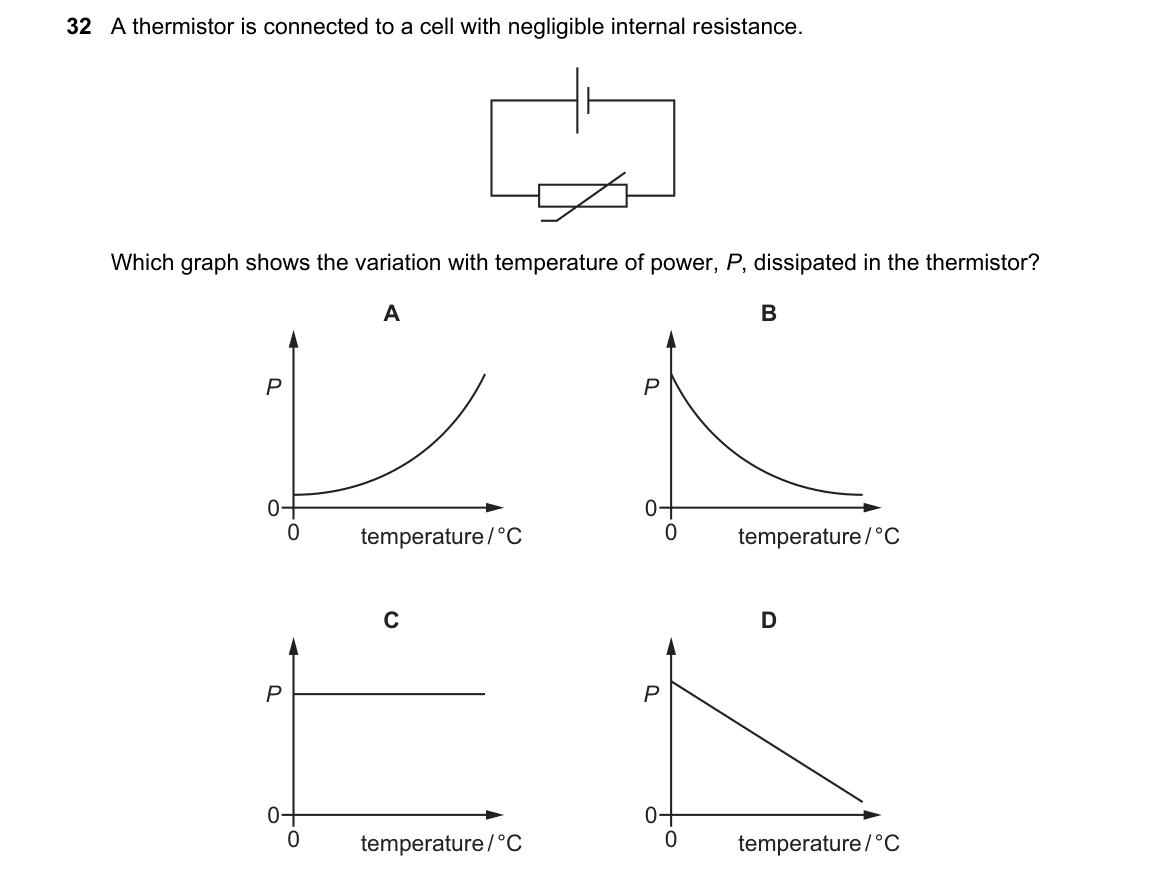 32 A thermistor is connected to a cell with negligible internal resistance.
Which graph shows the variation with temperature of power, P, dissipated in the thermistor?
A
P
0
0
temperature / °C
B
P
0
0
temperature / °C
C
P
0
0
temperature / °C
D
P
0
0
temperature / °C